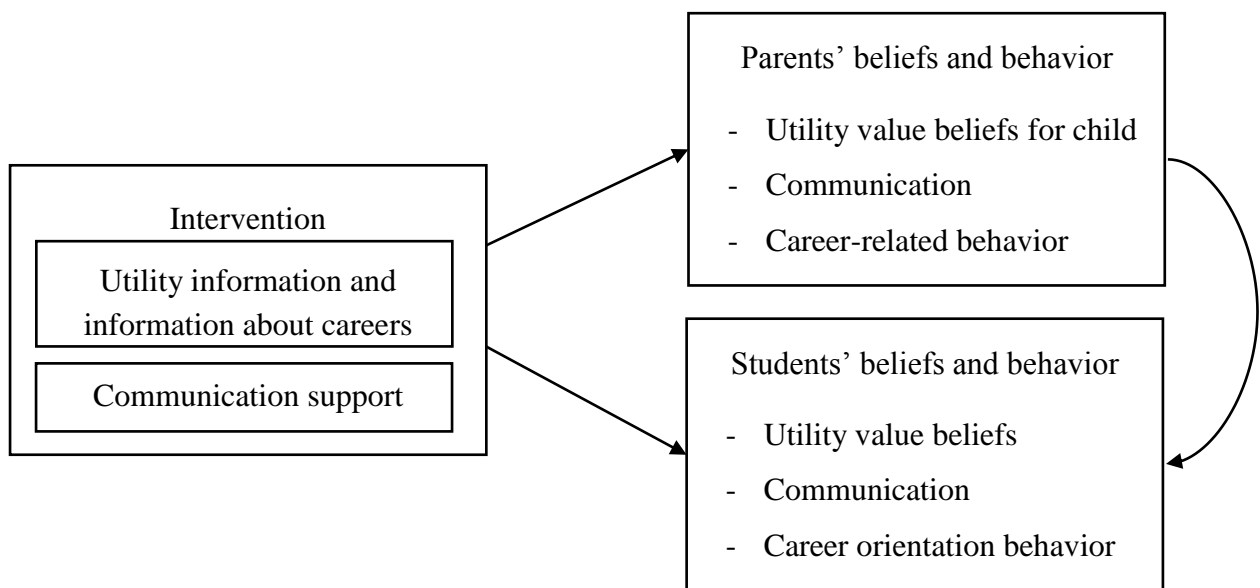 Intervention
Utility information and
information about careers
Communication support
Parents’ beliefs and behavior
- Utility value beliefs for child
- Communication
- Career-related behavior
Students’ beliefs and behavior
- Utility value beliefs
- Communication
- Career orientation behavior